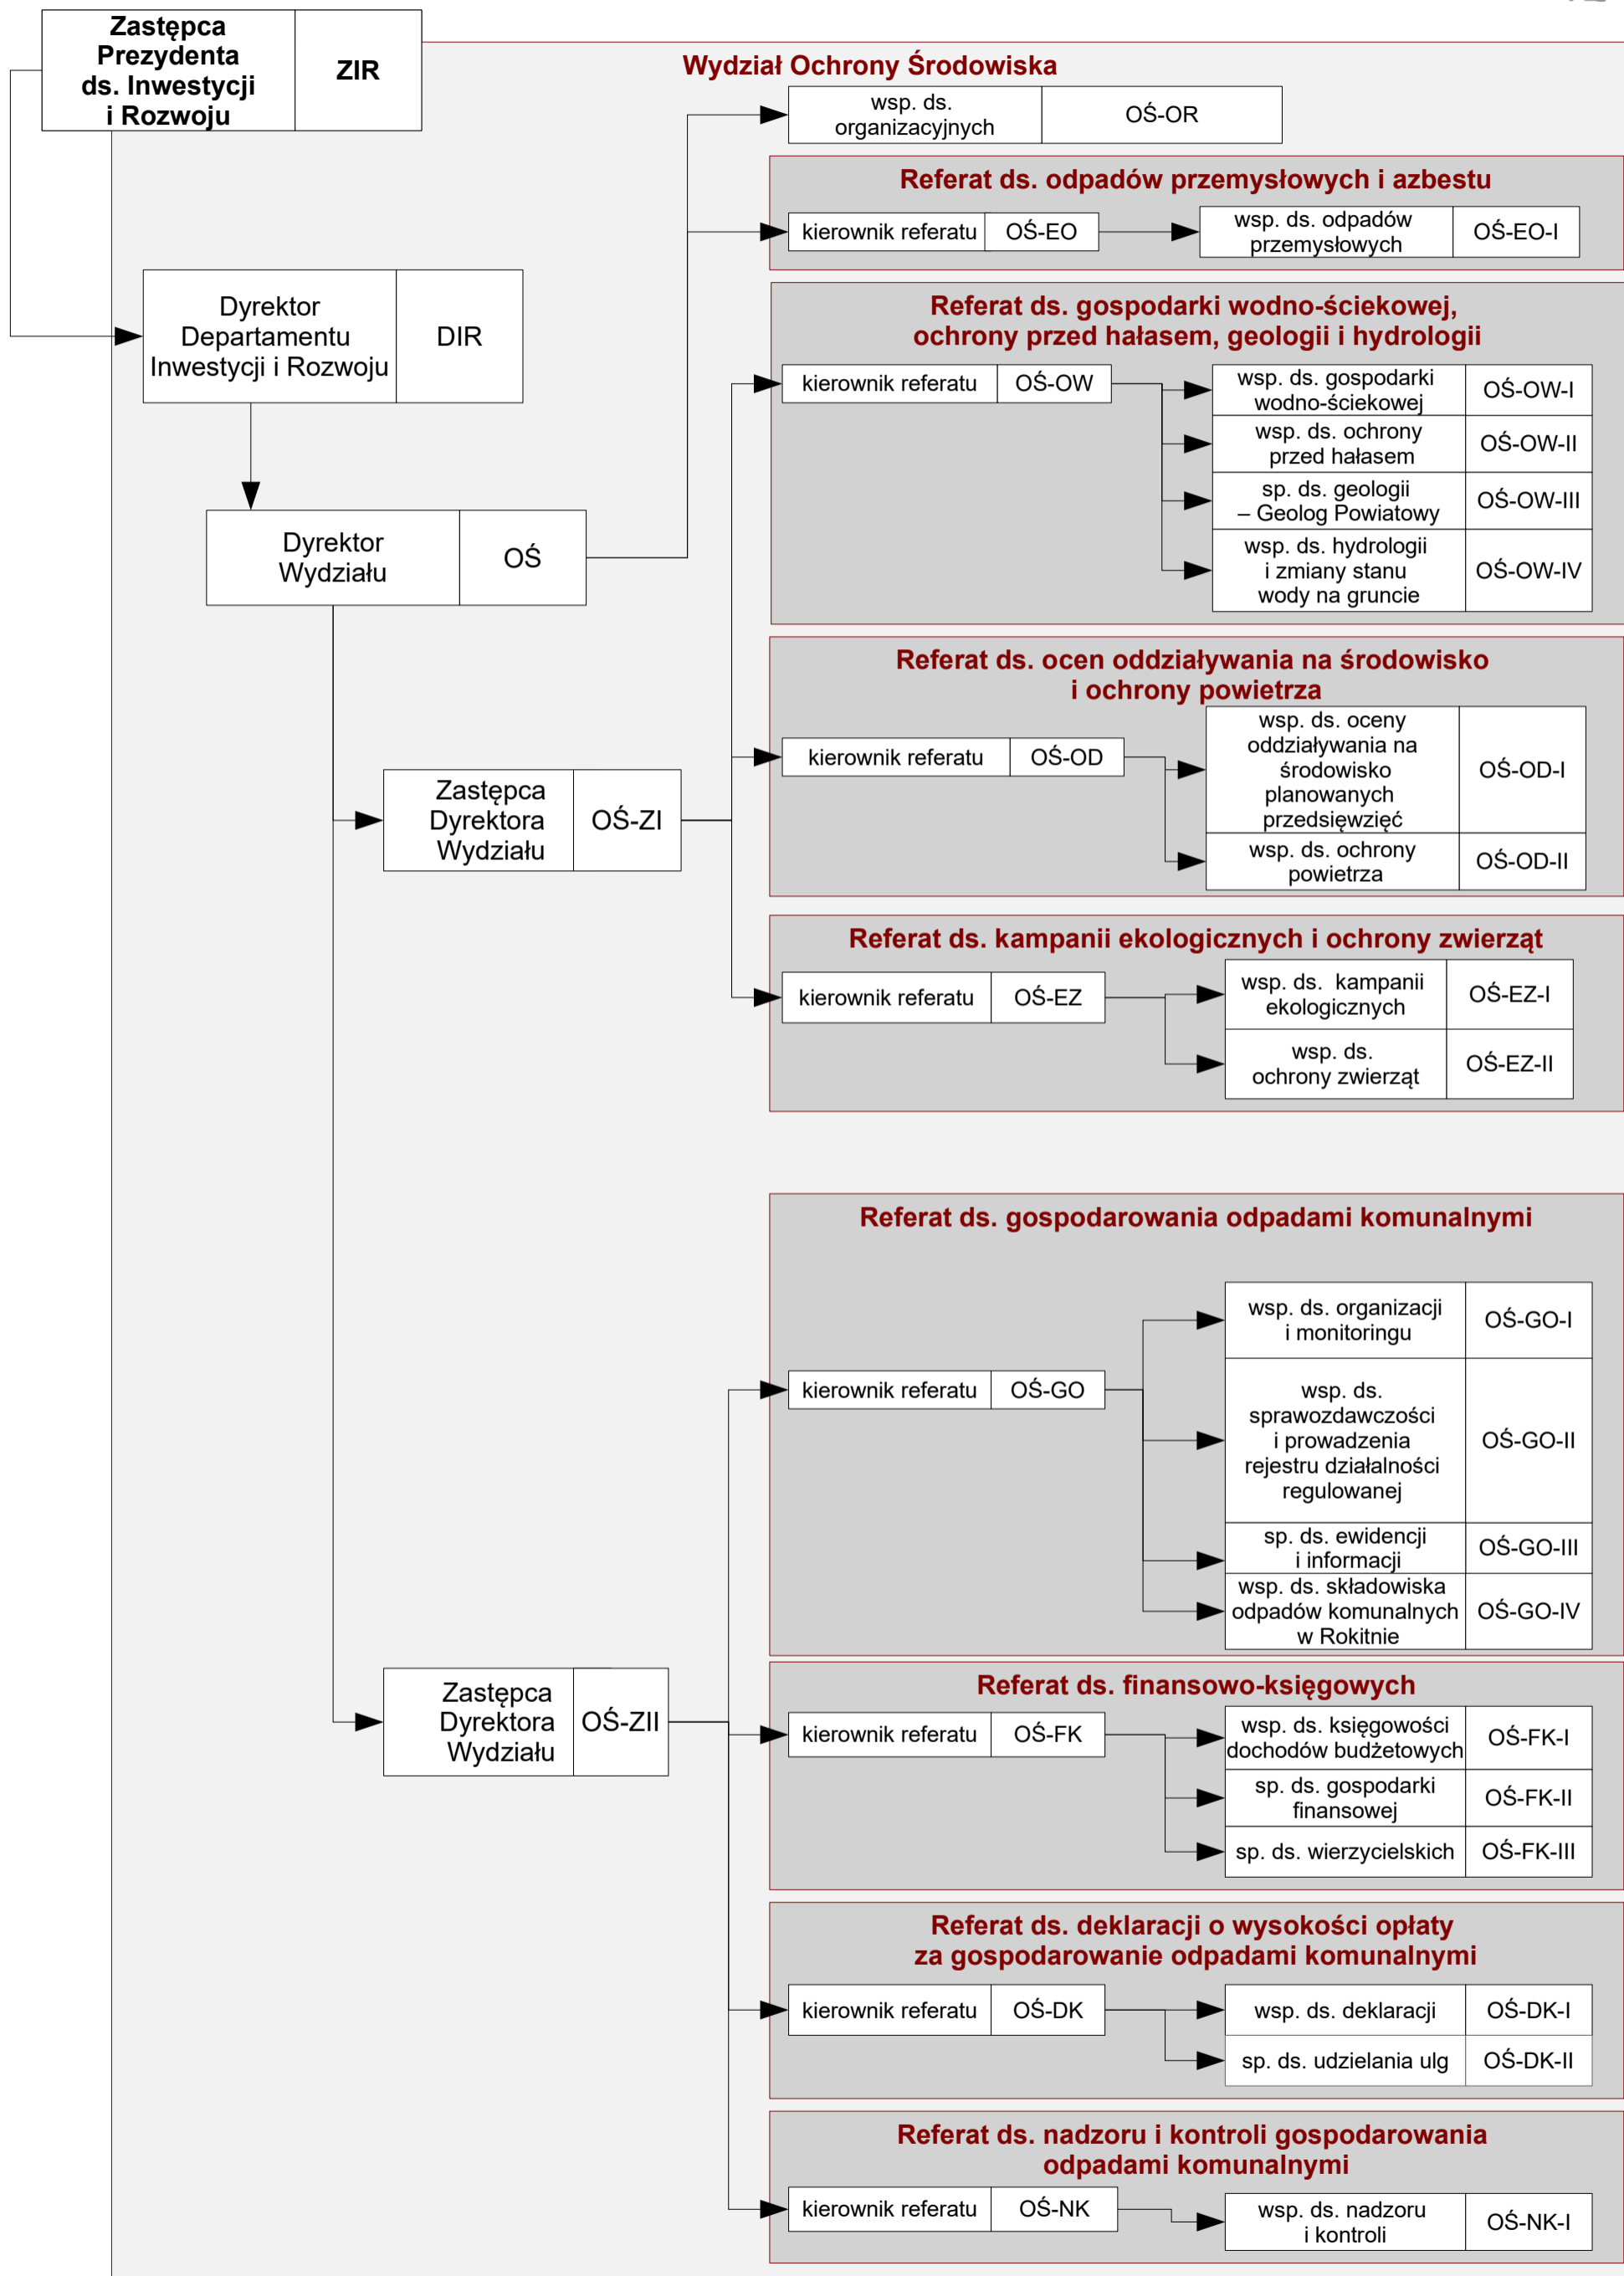 Zastępca
Prezydenta
ds. Inwestycji
i Rozwoju
ZIR
Wydział Ochrony Środowiska
wsp. ds.
organizacyjnych
OŚ-OR
Referat ds. odpadów przemysłowych i azbestu
kierownik referatu
OŚ-EO
wsp. ds. odpadów
przemysłowych
OŚ-EO-I
Dyrektor
Departamentu
Inwestycji i Rozwoju
DIR
Referat ds. gospodarki wodno-ściekowej,
ochrony przed hałasem, geologii i hydrologii
kierownik referatu
OŚ-OW
wsp. ds. gospodarki
wodno-ściekowej
OŚ-OW-I
wsp. ds. ochrony
przed hałasem
OŚ-OW-II
sp. ds. geologii
– Geolog Powiatowy
OŚ-OW-III
wsp. ds. hydrologii
i zmiany stanu
wody na gruncie
OŚ-OW-IV
Dyrektor
Wydziału
OŚ
Referat ds. ocen oddziaływania na środowisko
i ochrony powietrza
kierownik referatu
OŚ-OD
wsp. ds. oceny
oddziaływania na
środowisko
planowanych
przedsięwzięć
OŚ-OD-I
wsp. ds. ochrony
powietrza
OŚ-OD-II
Zastępca
Dyrektora
Wydziału
OŚ-ZI
Referat ds. kampanii ekologicznych i ochrony zwierząt
kierownik referatu
OŚ-EZ
wsp. ds. kampanii
ekologicznych
OŚ-EZ-I
wsp. ds.
ochrony zwierząt
OŚ-EZ-II
Referat ds. gospodarowania odpadami komunalnymi
kierownik referatu
OŚ-GO
wsp. ds. organizacji
i monitoringu
OŚ-GO-I
wsp. ds.
sprawozdawczości
i prowadzenia
rejestru działalności
regulowanej
OŚ-GO-II
sp. ds. ewidencji
i informacji
OŚ-GO-III
wsp. ds. składowiska
odpadów komunalnych
w Rokitnie
OŚ-GO-IV
Zastępca
Dyrektora
Wydziału
OŚ-ZII
Referat ds. finansowo-księgowych
kierownik referatu
OŚ-FK
wsp. ds. księgowości
dochodów budżetowych
OŚ-FK-I
sp. ds. gospodarki
finansowej
OŚ-FK-II
sp. ds. wierzycielskich
OŚ-FK-III
Referat ds. deklaracji o wysokości opłaty
za gospodarowanie odpadami komunalnymi
kierownik referatu
OŚ-DK
wsp. ds. deklaracji
OŚ-DK-I
sp. ds. udzielania ulg
OŚ-DK-II
Referat ds. nadzoru i kontroli gospodarowania
odpadami komunalnymi
kierownik referatu
OŚ-NK
wsp. ds. nadzoru
i kontroli
OŚ-NK-I